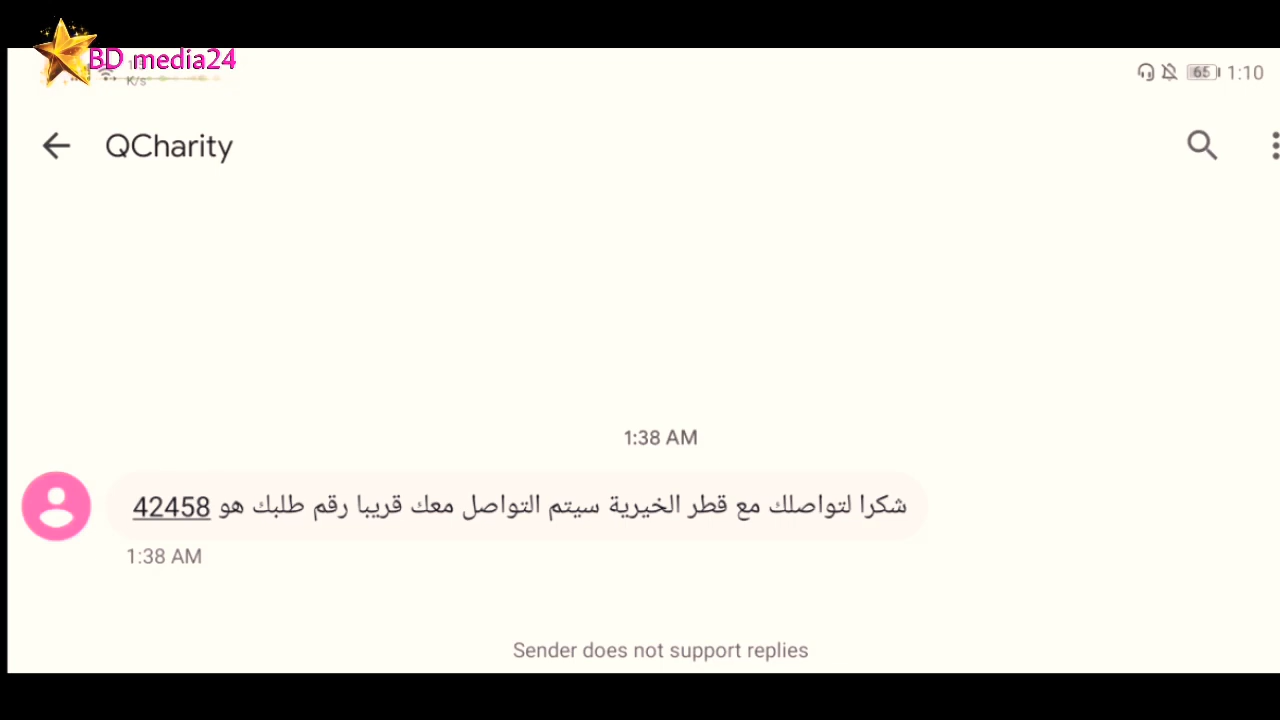 BD media24
K/s
65
1:10
QCharity
1:38 AM
شكرا لتواصلك مع قطر الخيرية سيتم التواصل معك قريبا رقم طلبك هو 42458
1:38 AM
Sender does not support replies